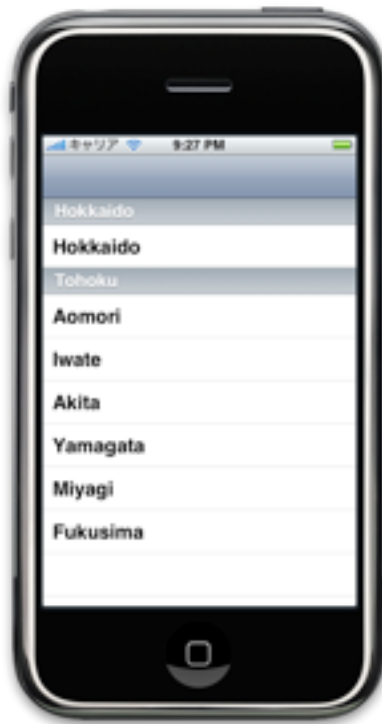 キャリア 9:27 PM
Hokkaido
Hokkaido
Tohoku
Aomori
Iwate
Akita
Yamagata
Miyagi
Fukusima